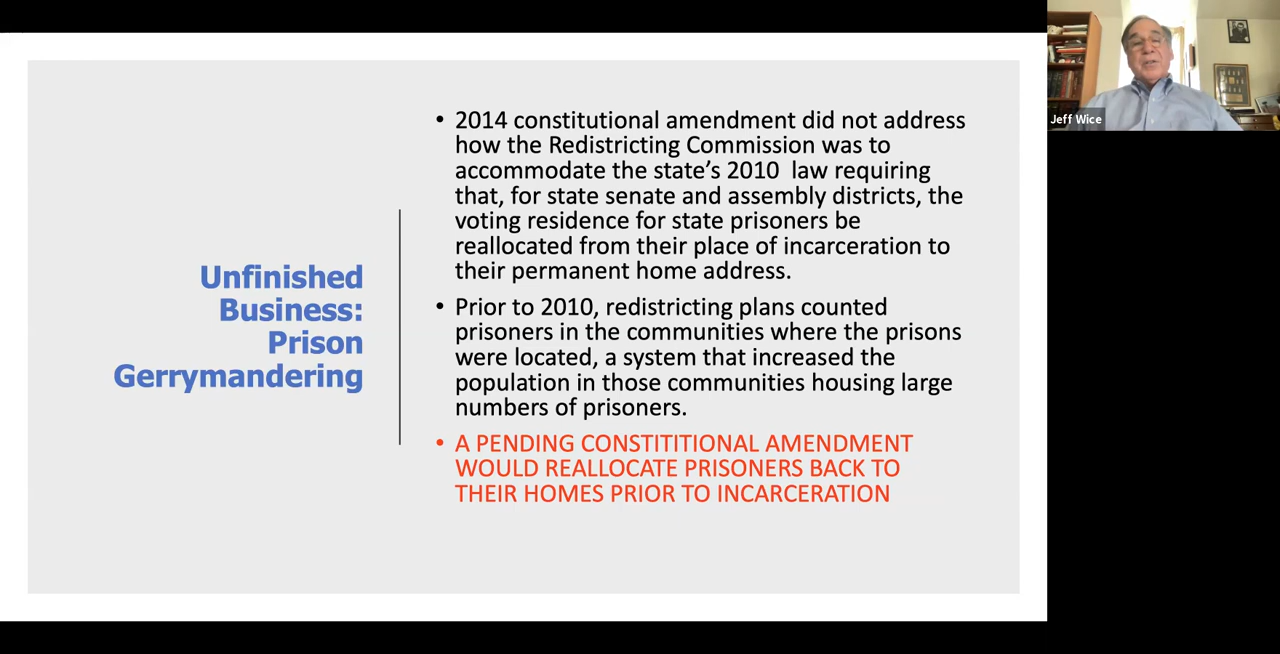 Unfinished
Business:
Prison
Gerrymandering
• 2014 constitutional amendment did not address
how the Redistricting Commission was to
accommodate the state’s 2010 law requiring
that, for state senate and assembly districts, the
voting residence for state prisoners be
reallocated from their place of incarceration to
their permanent home address.
• Prior to 2010, redistricting plans counted
prisoners in the communities where the prisons
were located, a system that increased the
population in those communities housing large
numbers of prisoners.
• A PENDING CONSTITITIONAL AMENDMENT
WOULD REALLOCATE PRISONERS BACK TO
THEIR HOMES PRIOR TO INCARCERATION
Jeff Wice